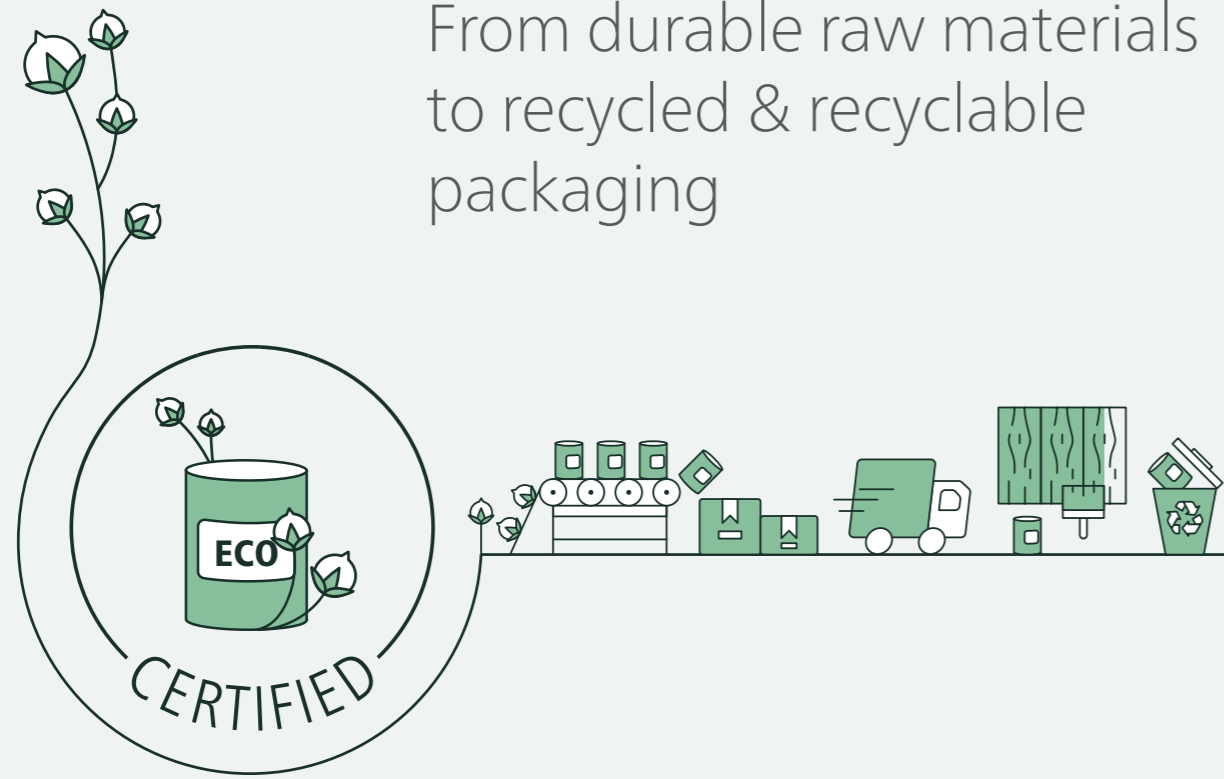 From durable raw materials
to recycled & recyclable
packaging
ECO
CERTIFIED